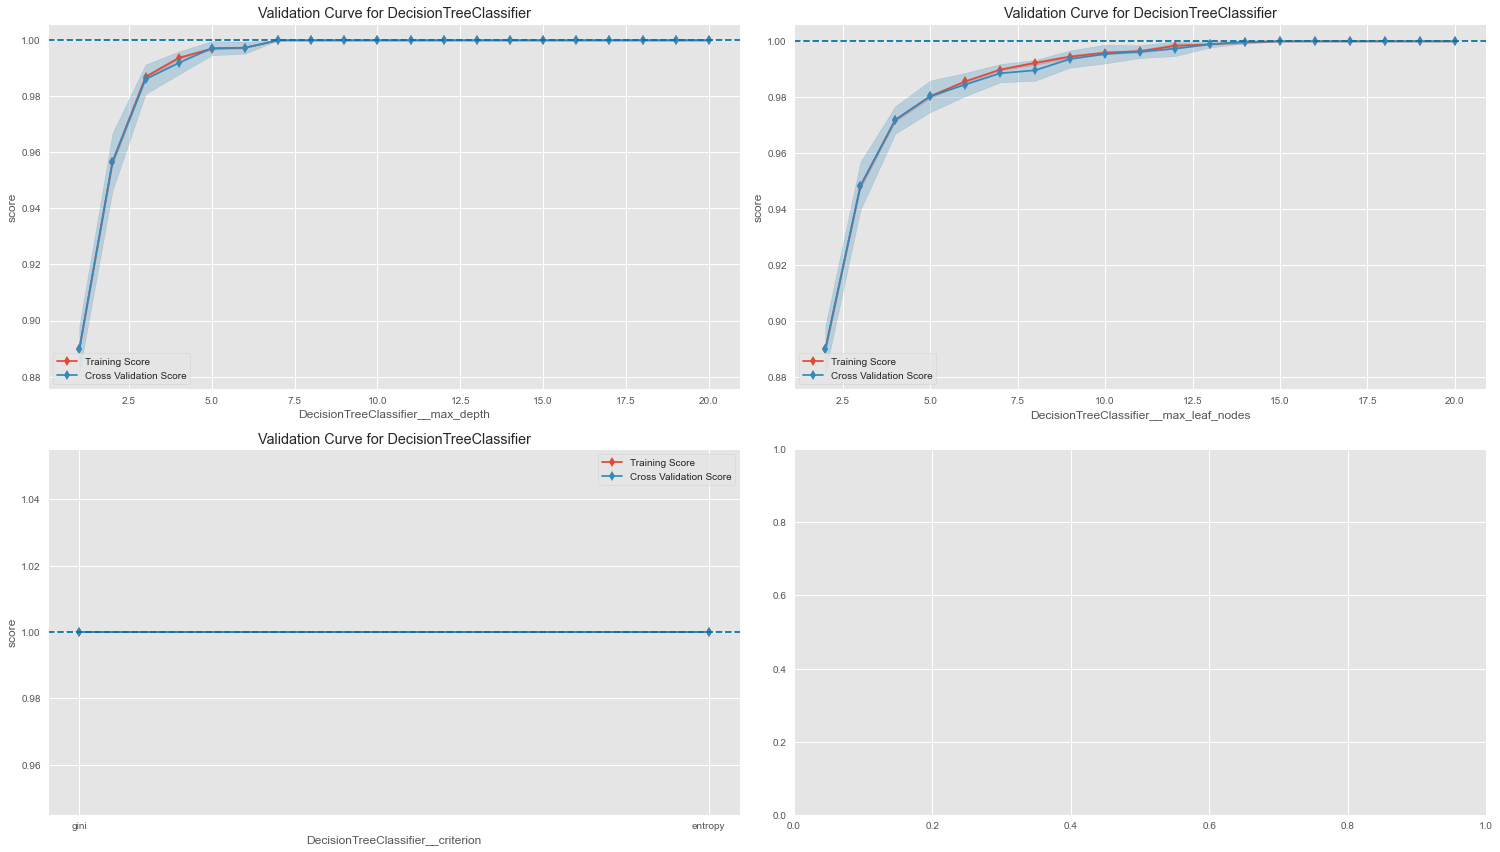 Validation Curve for DecisionTreeClassifier
score
1.00
0.98
0.96
0.94
0.92
0.90
0.88
Training Score
Cross Validation Score
2.5 5.0 7.5 10.0 12.5 15.0 17.5 20.0
DecisionTreeClassifier__max_depth
Validation Curve for DecisionTreeClassifier
score
1.00
0.98
0.96
0.94
0.92
0.90
0.88
Training Score
Cross Validation Score
2.5 5.0 7.5 10.0 12.5 15.0 17.5 20.0
DecisionTreeClassifier__max_leaf_nodes
Validation Curve for DecisionTreeClassifier
Training Score
Cross Validation Score
score
1.04
1.02
1.00
0.98
0.96
gini entropy
DecisionTreeClassifier__criterion
1.0
0.8
0.6
0.4
0.2
0.0
0.0 0.2 0.4 0.6 0.8 1.0